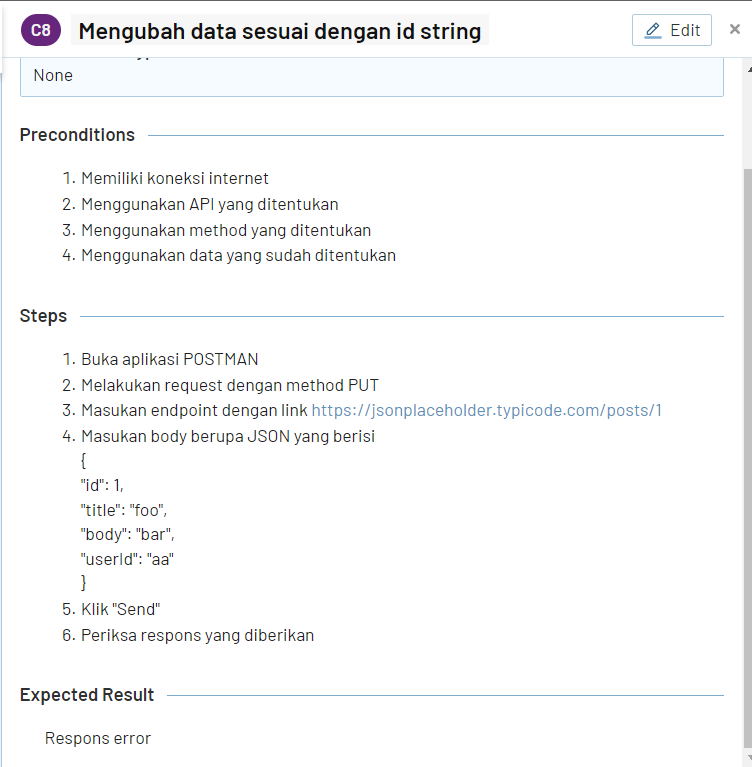 C8 Mengubah data sesuai dengan id string Edit ×
None
Preconditions
1. Memiliki koneksi internet
2. Menggunakan API yang ditentukan
3. Menggunakan method yang ditentukan
4. Menggunakan data yang sudah ditentukan
Steps
1. Buka aplikasi POSTMAN
2. Melakukan request dengan method PUT
3. Masukan endpoint dengan link https://jsonplaceholder.typicode.com/posts/1
4. Masukan body berupa JSON yang berisi
{
"id": 1,
"title": "foo",
"body": "bar",
"userId": "aa"
}
5. Klik "Send"
6. Periksa respons yang diberikan
Expected Result
Respons error